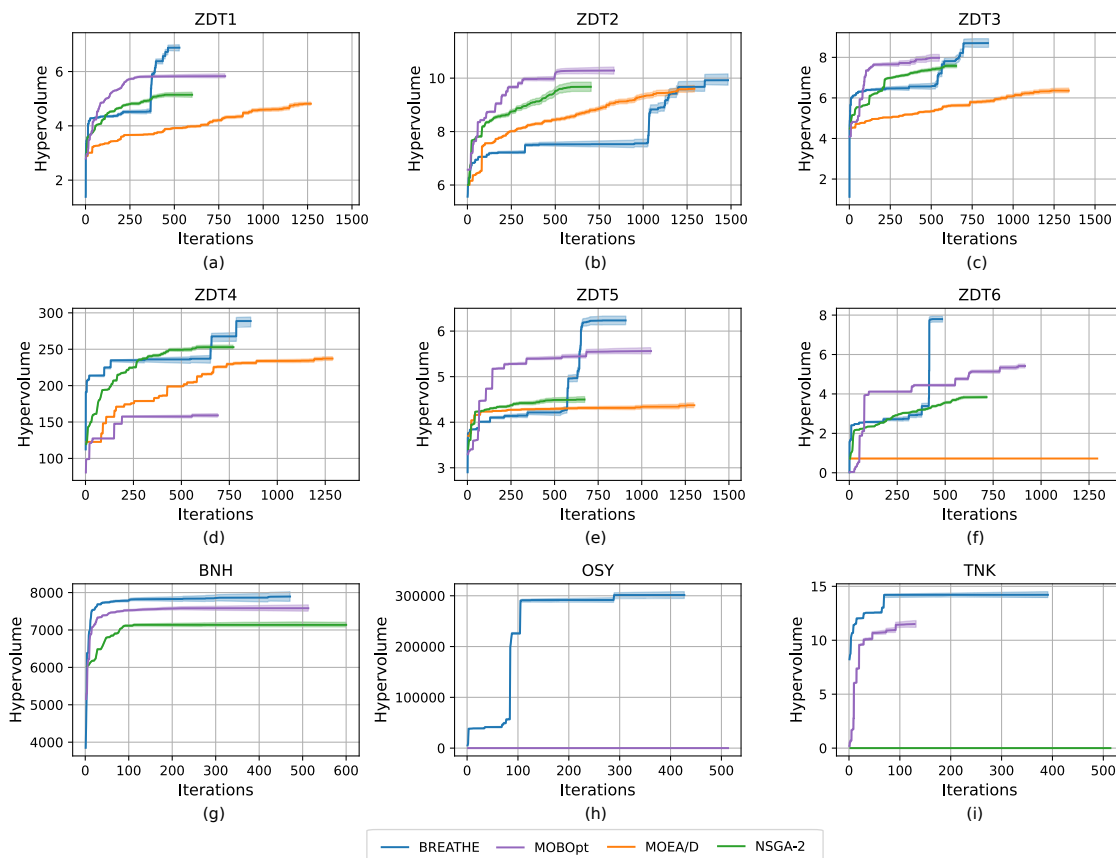 ZDT1
Hypervolume
6
4
2
0 250 500 750 1000 1250 1500
Iterations
(a)
ZDT2
Hypervolume
10
8
6
0 250 500 750 1000 1250 1500
Iterations
(b)
ZDT3
Hypervolume
8
6
4
2
0 250 500 750 1000 1250 1500
Iterations
(c)
ZDT4
Hypervolume
300
250
200
150
100
0 250 500 750 1000 1250
Iterations
(d)
ZDT5
Hypervolume
6
5
4
3
0 250 500 750 1000 1250 1500
Iterations
(e)
ZDT6
Hypervolume
8
6
4
2
0
0 250 500 750 1000 1250
Iterations
(f)
BNH
Hypervolume
8000
7000
6000
5000
4000
0 100 200 300 400 500 600
Iterations
(g)
OSY
Hypervolume
300000
200000
100000
0
0 100 200 300 400 500
Iterations
(h)
TNK
Hypervolume
15
10
5
0
0 100 200 300 400 500
Iterations
(i)
BREATHE MOBOpt MOEA/D NSGA-2